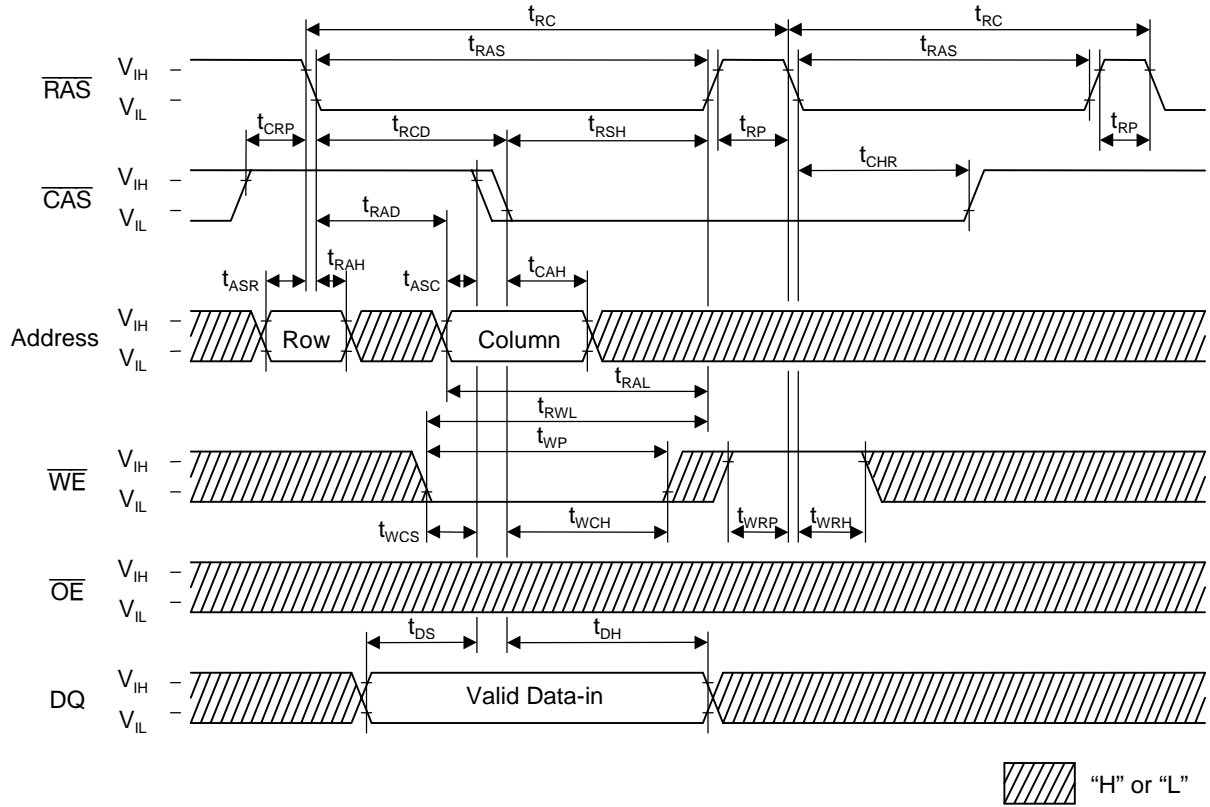 tRC tRC
tRAS tRAS
RAS VIH
VIL
tCRP tRCD tRSH tRP tRP
tCHR
CAS VIH
VIL
tRAD
tASR tRAH tASC tCAH
Address VIH
VIL
Row Column
tRAL
tRWL
tWP
WE VIH
VIL
tWCS tWCH tWRP tWRH
OE VIH
VIL
tDS tDH
DQ VIH
VIL
Valid Data-in
“H” or “L”